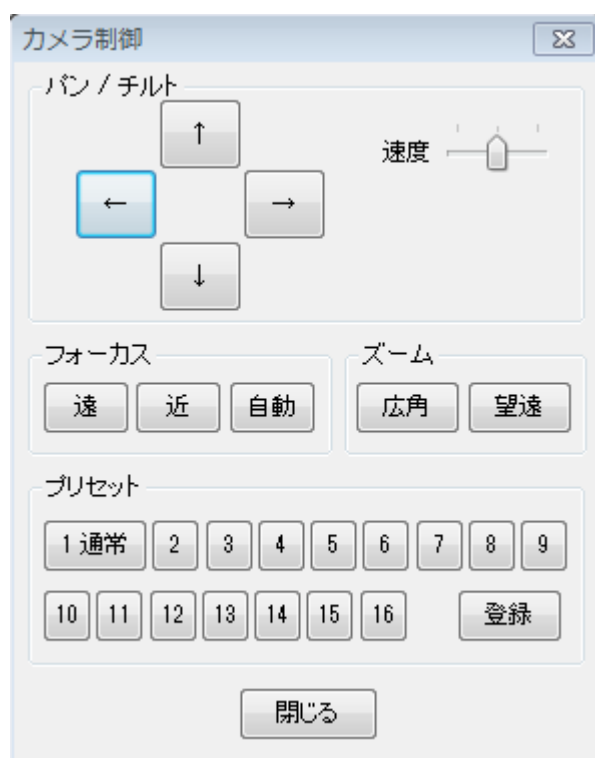 カメラ制御
パン / チルト
↑
速度
← →
↓
フォーカス ズーム
遠 近 自動 広角 望遠
プリセット
1 通常 2 3 4 5 6 7 8 9
10 11 12 13 14 15 16 登録
閉じる